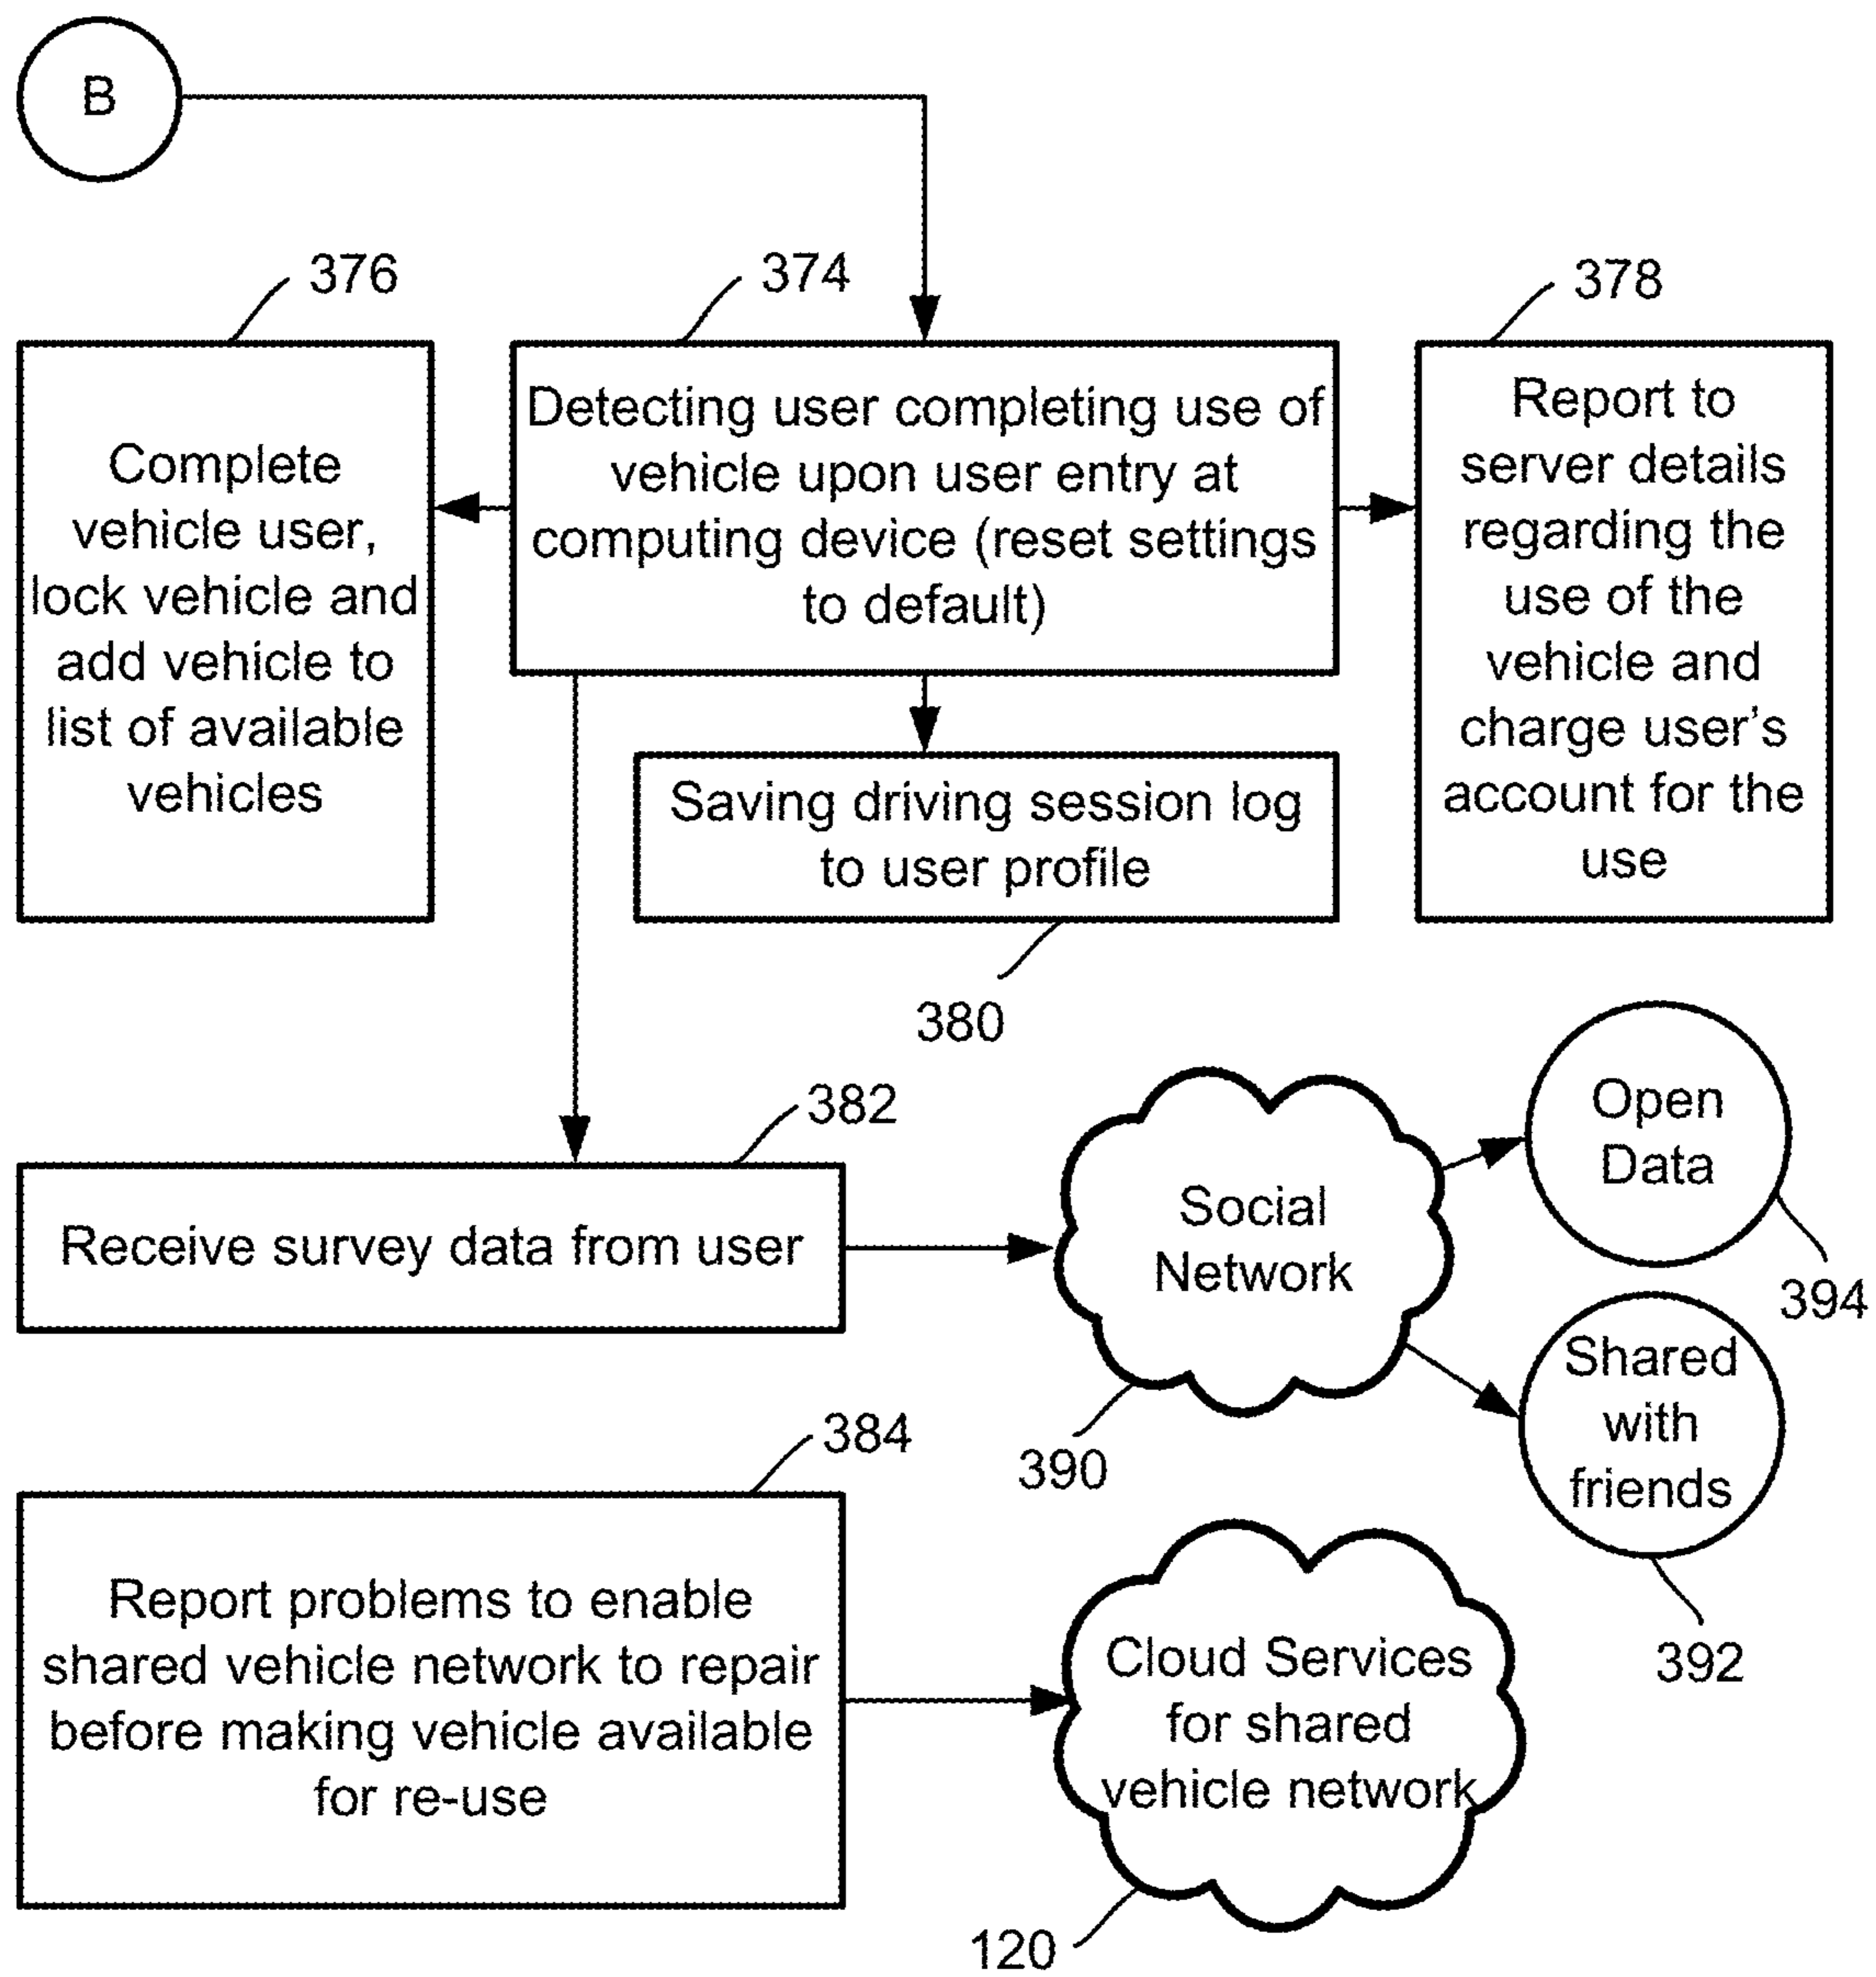 B
376
374
378
Complete
vehicle user,
lock vehicle and
add vehicle to
list of available
vehicles
Detecting user completing use of
vehicle upon user entry at
computing device (reset settings
to default)
Report to
server details
regarding the
use of the
vehicle and
charge user's
account for the
use
Saving driving session log
to user profile
380
382
Receive survey data from user
Social
Network
390
Open
Data
394
Shared
with
friends
392
384
Report problems to enable
shared vehicle network to repair
before making vehicle available
for re-use
Cloud Services
for shared
vehicle network
120